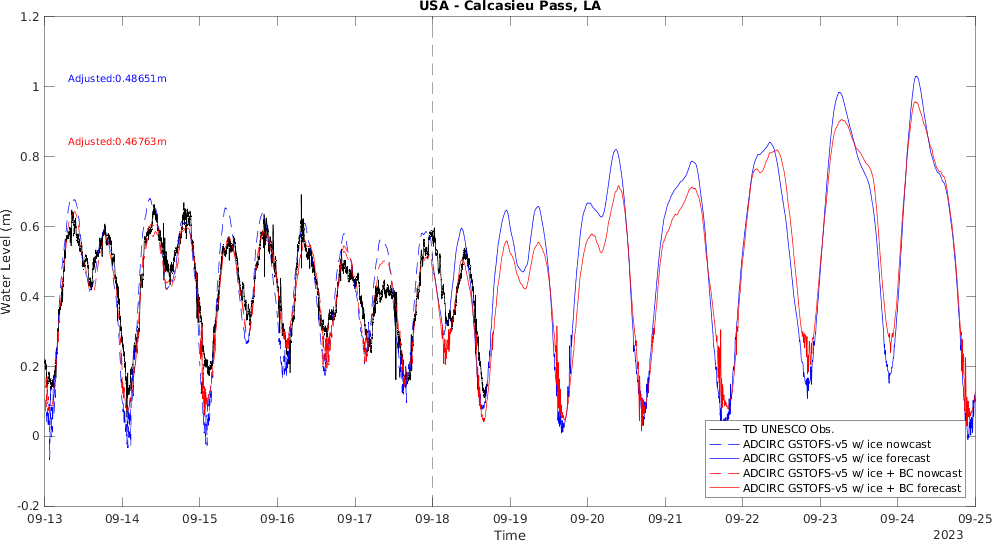 USA - Calcasieu Pass, LA
1.2
1
0.8
0.6
0.4
0.2
0
-0.2
Water Level (m)
Adjusted:0.48651m
Adjusted:0.46763m
TD UNESCO Obs.
ADCIRC GSTOFS-v5 w/ ice nowcast
ADCIRC GSTOFS-v5 w/ ice forecast
ADCIRC GSTOFS-v5 w/ ice + BC nowcast
ADCIRC GSTOFS-v5 w/ ice + BC forecast
09-13 09-14 09-15 09-16 09-17 09-18 09-19 09-20 09-21 09-22 09-23 09-24 09-25
Time
2023